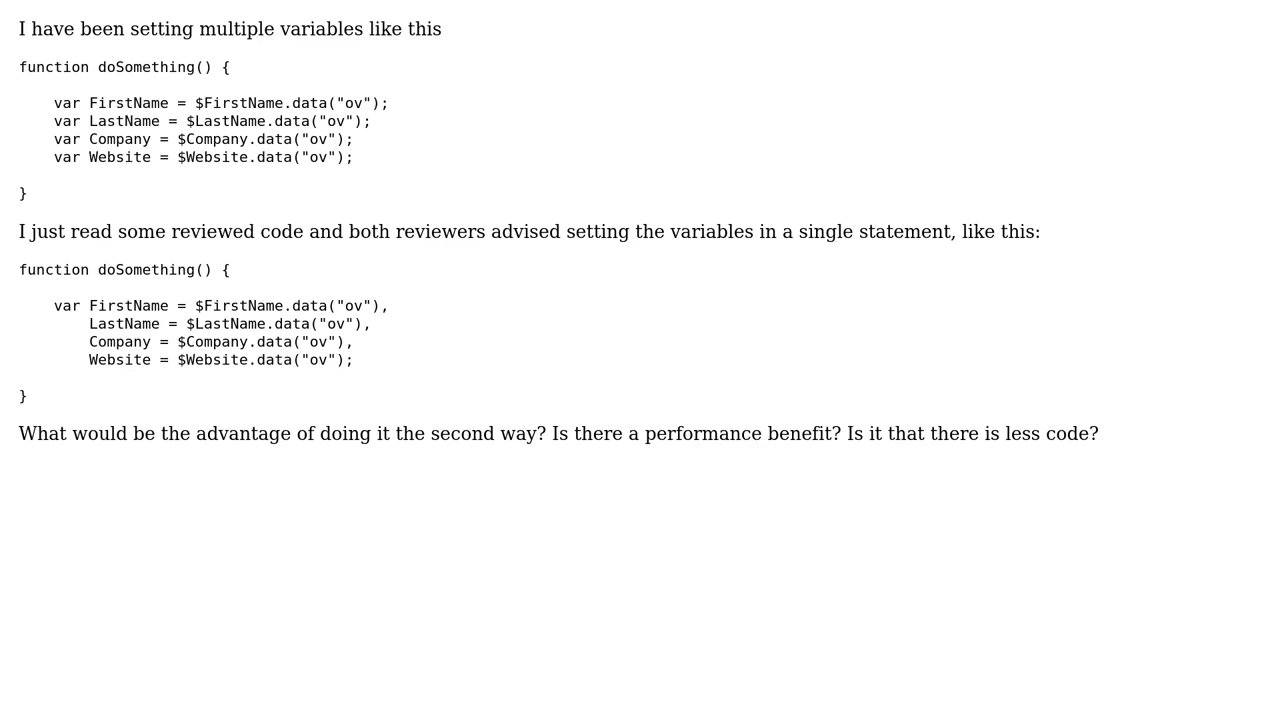 I have been setting multiple variables like this
function doSomething() {
    var FirstName = $FirstName.data("ov");
    var LastName = $LastName.data("ov");
    var Company = $Company.data("ov");
    var Website = $Website.data("ov");
}
I just read some reviewed code and both reviewers advised setting the variables in a single statement, like this:
function doSomething() {
    var FirstName = $FirstName.data("ov"),
        LastName = $LastName.data("ov"),
        Company = $Company.data("ov"),
        Website = $Website.data("ov");
}
What would be the advantage of doing it the second way? Is there a performance benefit? Is it that there is less code?